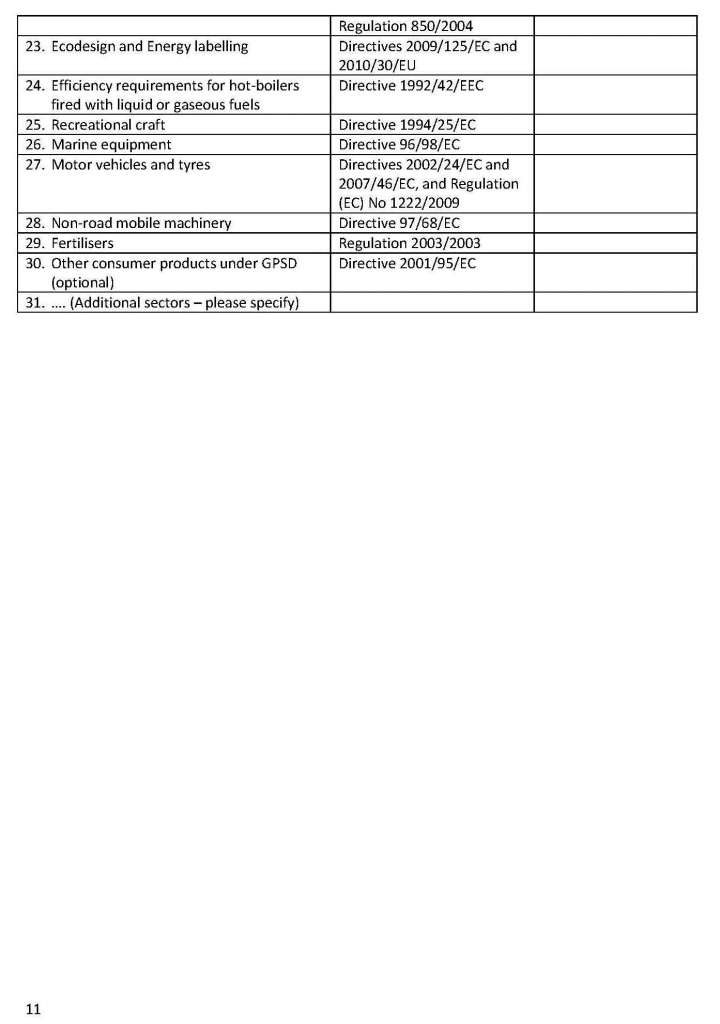 Regulation 850/2004
23. Ecodesign and Energy labelling
Directives 2009/125/EC and
2010/30/EU
24. Efficiency requirements for hot-boilers
fired with liquid or gaseous fuels
Directive 1992/42/EEC
25. Recreational craft
Directive 1994/25/EC
26. Marine equipment
Directive 96/98/EC
27. Motor vehicles and tyres
Directives 2002/24/EC and
2007/46/EC, and Regulation
(EC) No 1222/2009
28. Non-road mobile machinery
Directive 97/68/EC
29. Fertilisers
Regulation 2003/2003
30. Other consumer products under GPSD
(optional)
Directive 2001/95/EC
31. .... (Additional sectors – please specify)
11